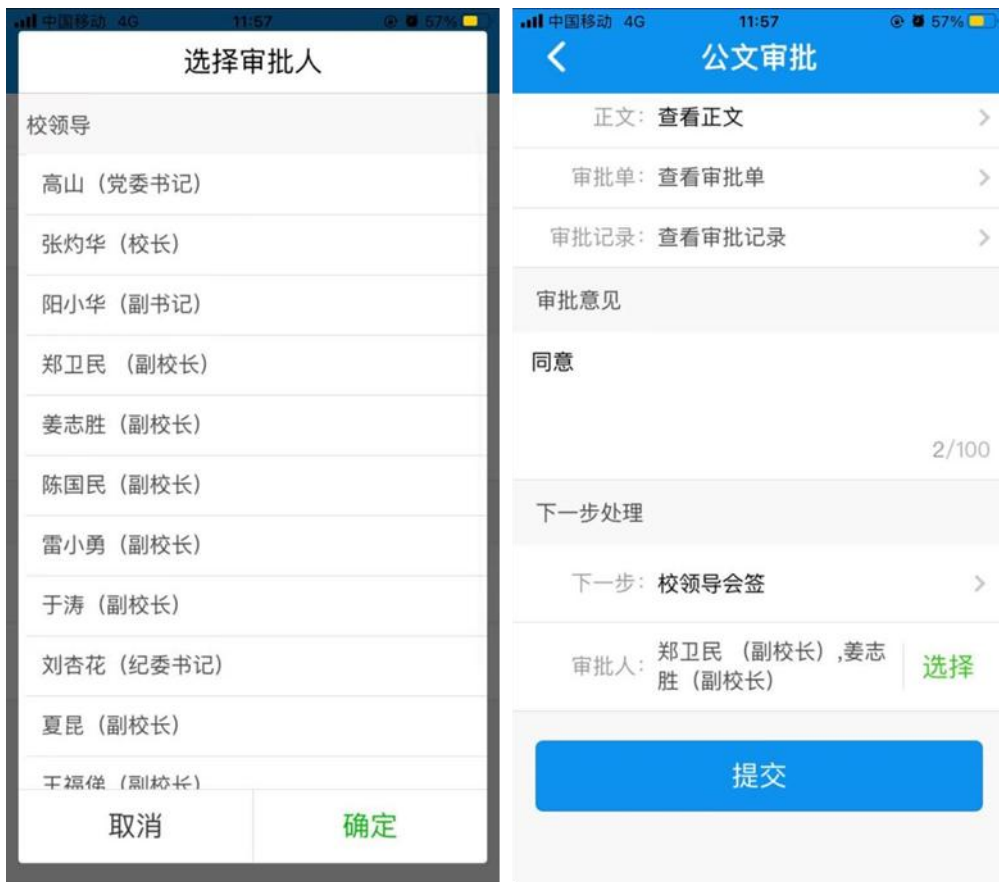 中国移动 4G 11:57 57%
选择审批人
校领导
高山（党委书记）
张灼华（校长）
阳小华（副书记）
郑卫民 （副校长）
姜志胜（副校长）
陈国民（副校长）
雷小勇（副校长）
于涛（副校长）
刘杏花（纪委书记）
夏昆（副校长）
王福俤（副校长）
取消 确定
中国移动 4G 11:57 57%
公文审批
正文：查看正文
审批单：查看审批单
审批记录：查看审批记录
审批意见
同意
2/100
下一步处理
下一步：校领导会签
审批人：郑卫民 （副校长）,姜志
胜（副校长）
选择
提交